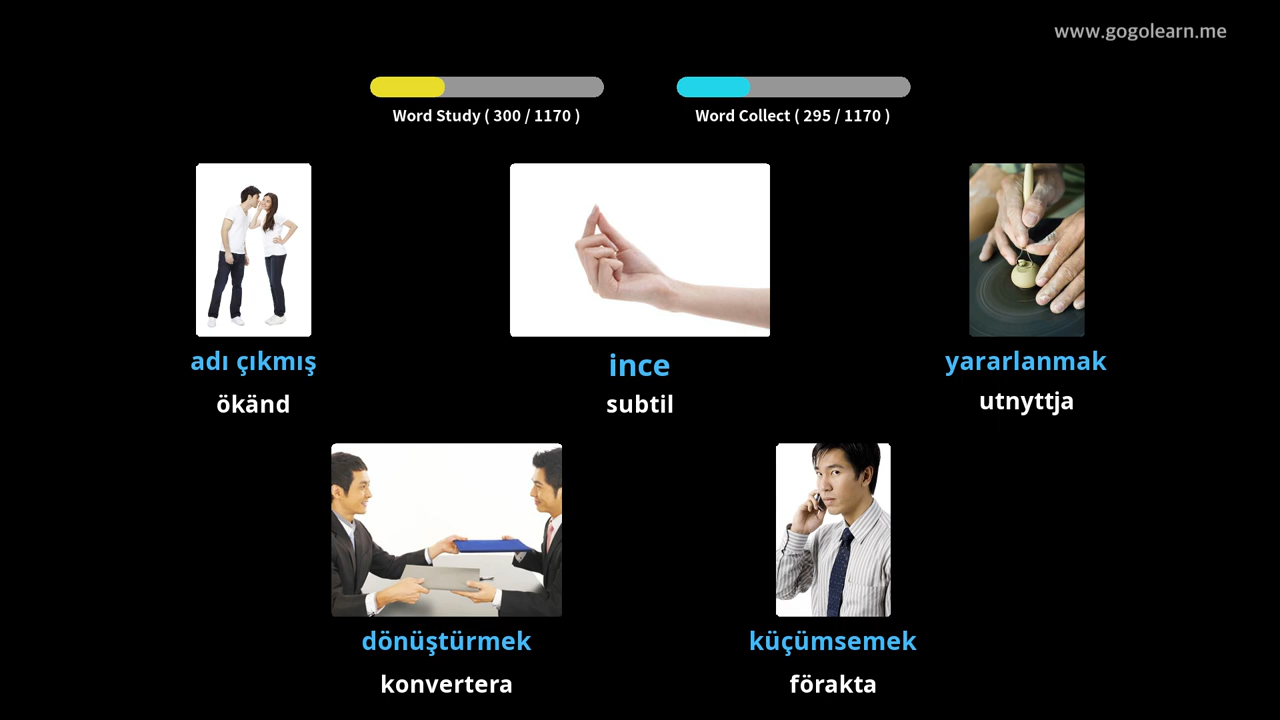 www.gogolearn.me
Word Study ( 300 / 1170 )
Word Collect ( 295 / 1170 )
adı çıkmış
ökänd
ince
subtil
yararlanmak
utnyttja
dönüştürmek
konvertera
küçümsemek
förakta